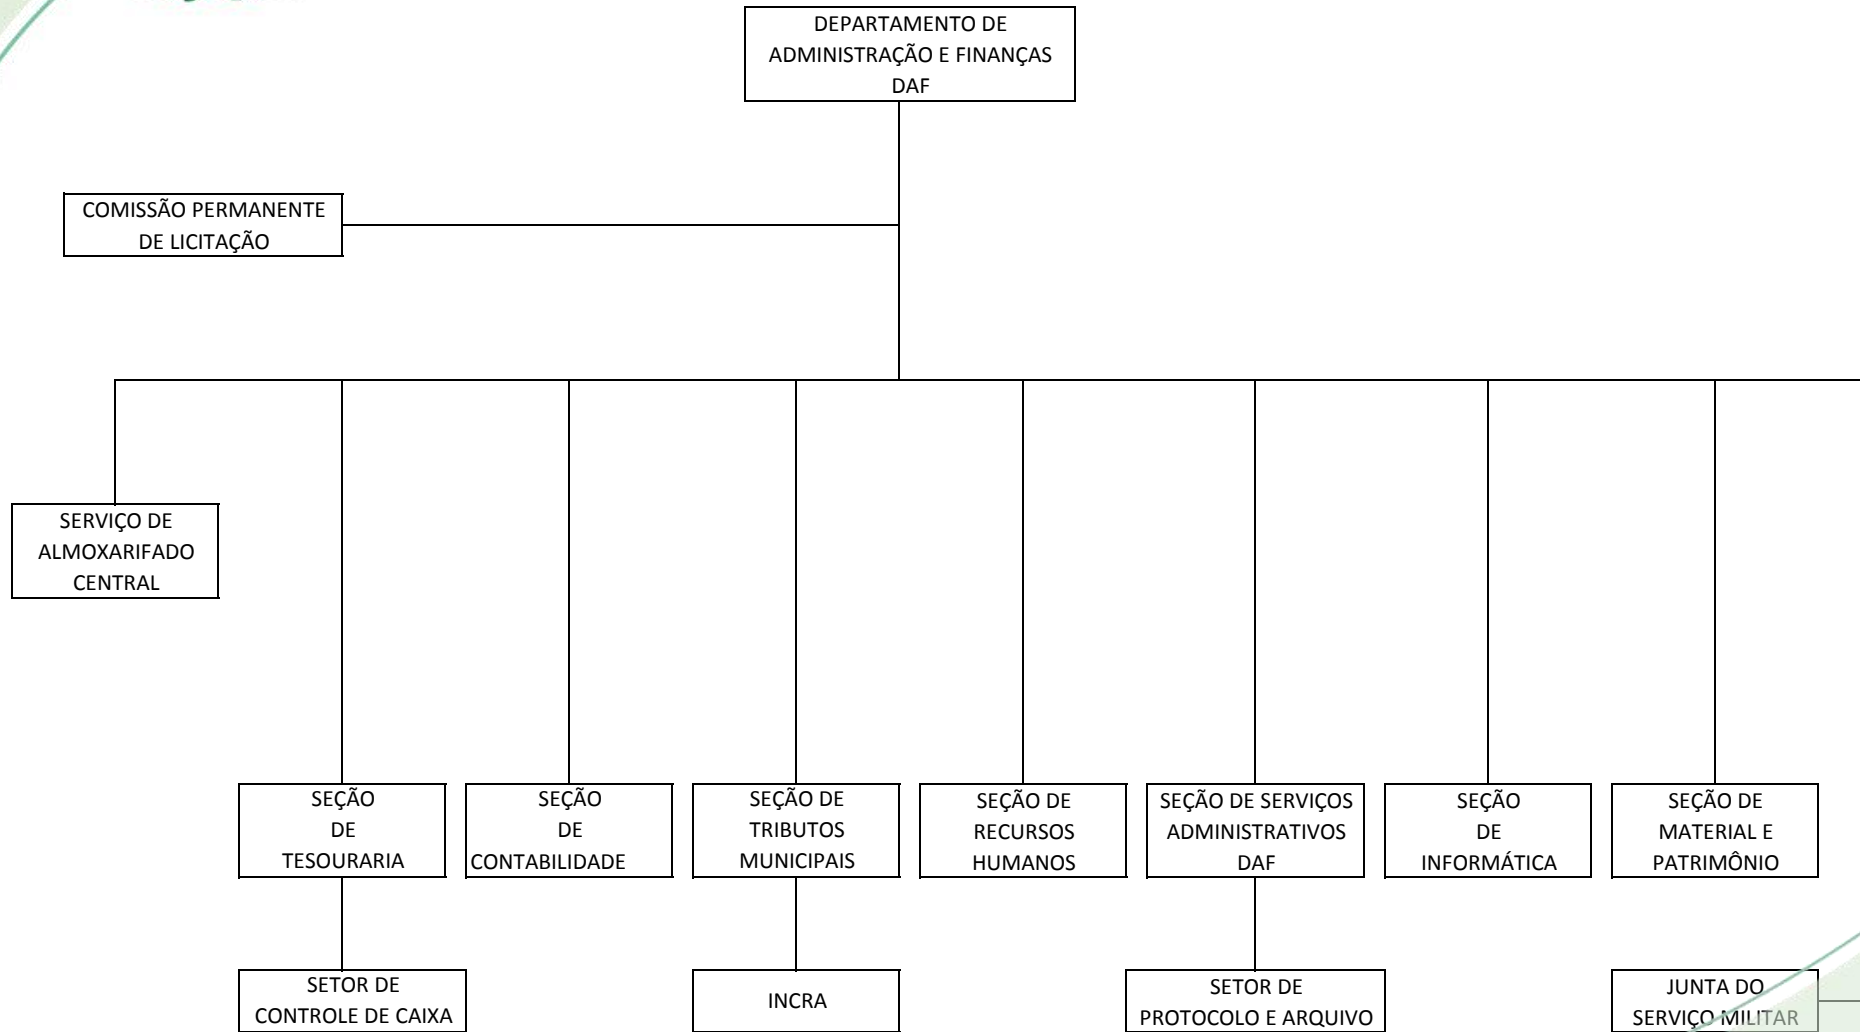 DEPARTAMENTO DE
ADMINISTRAÇÃO E FINANÇAS
DAF
COMISSÃO PERMANENTE
DE LICITAÇÃO
SERVIÇO DE
ALMOXARIFADO
CENTRAL
SEÇÃO
DE
TESOURARIA
SEÇÃO
DE
CONTABILIDADE
SEÇÃO DE
TRIBUTOS
MUNICIPAIS
SEÇÃO DE
RECURSOS
HUMANOS
SEÇÃO DE SERVIÇOS
ADMINISTRATIVOS
DAF
SEÇÃO
DE
INFORMÁTICA
SEÇÃO DE
MATERIAL E
PATRIMÔNIO
SETOR DE
CONTROLE DE CAIXA
INCRA
SETOR DE
PROTOCOLO E ARQUIVO
JUNTA DO
SERVIÇO MILITAR